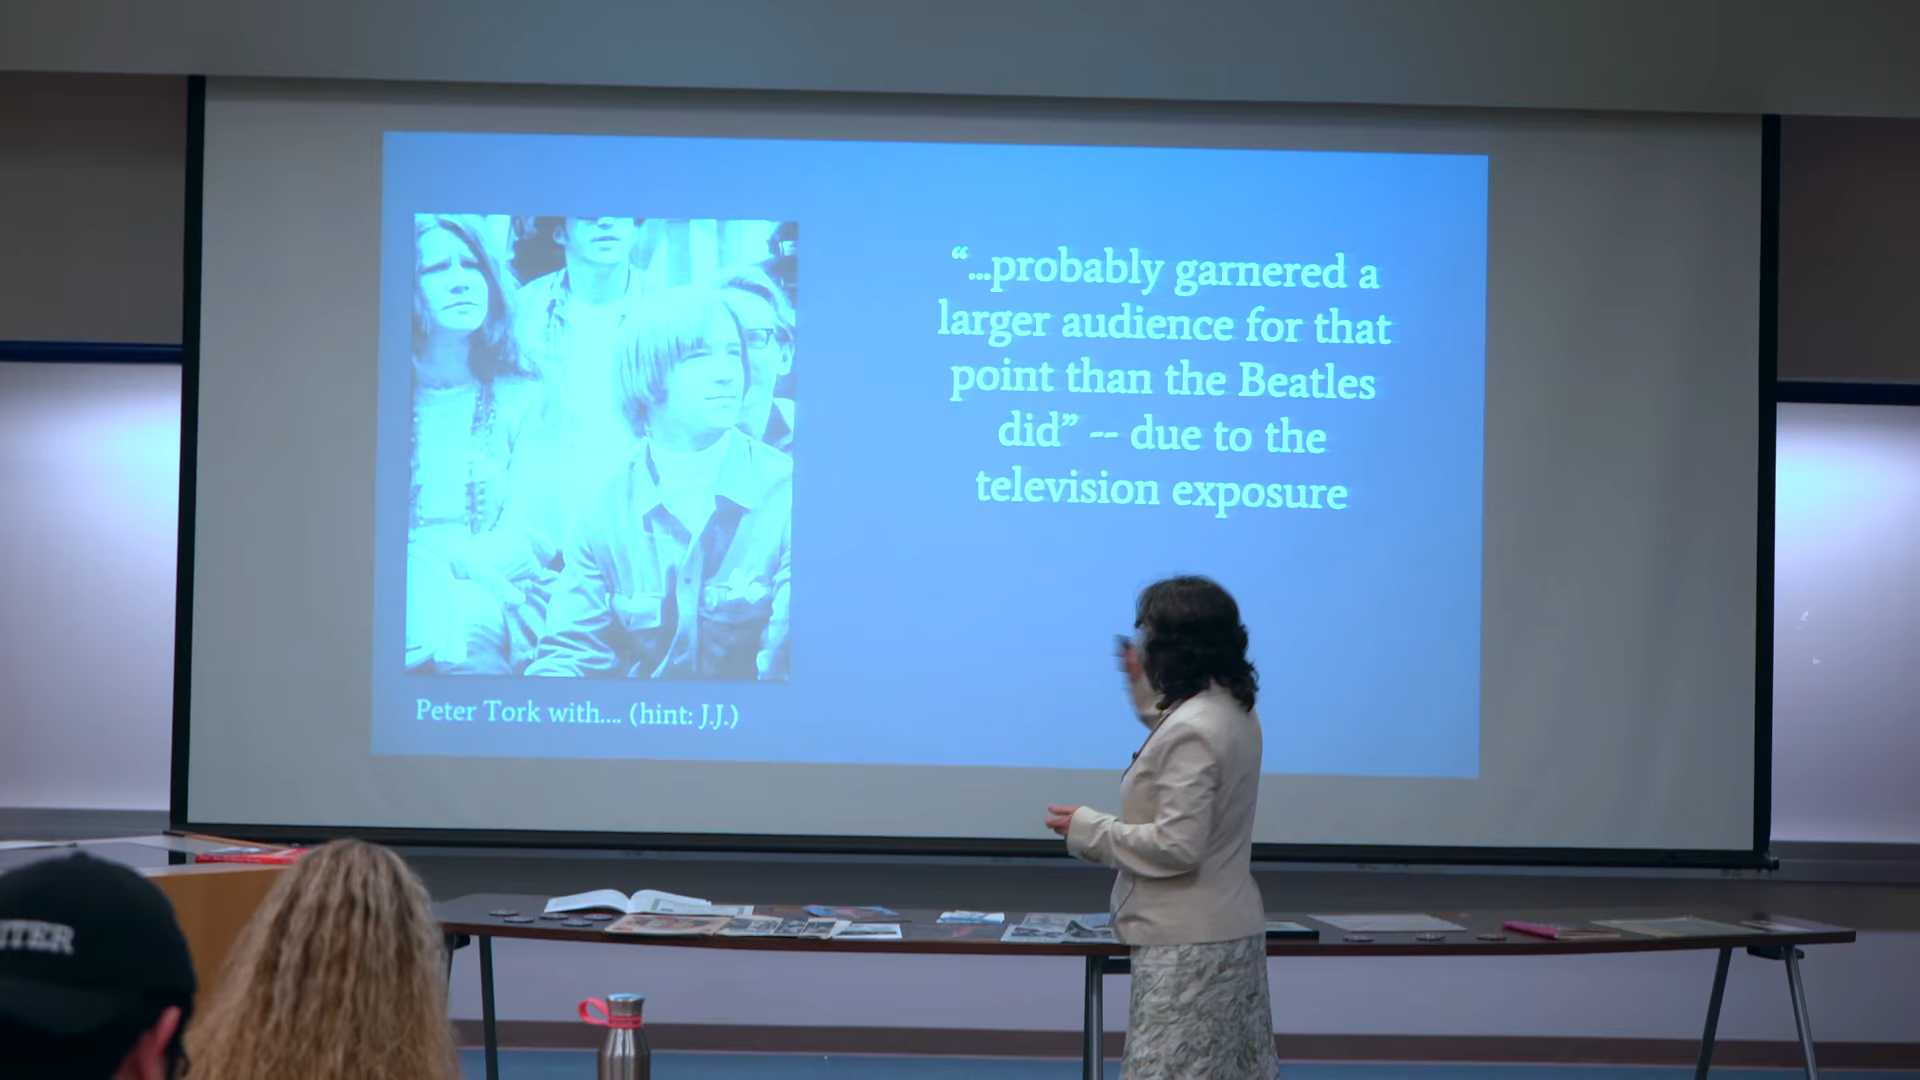 “...probably garnered a
larger audience for that
point than the Beatles
did” -- due to the
television exposure
Peter Tork with.... (hint: J.J.)